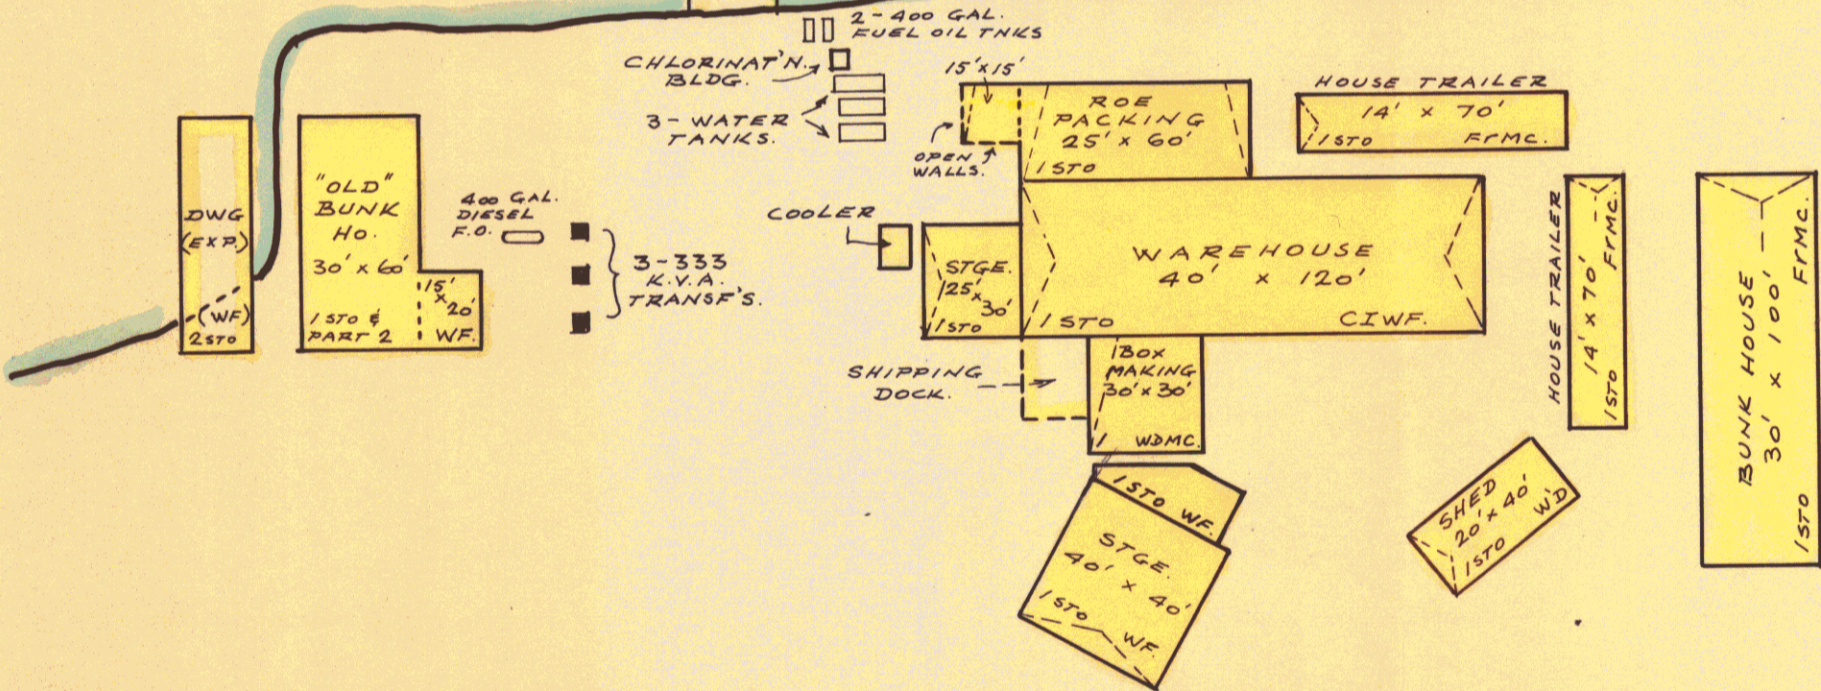 2-400 GAL.
FUEL OIL TNKS
CHLORINAT'N.
BLDG.
3-WATER
TANKS.
15' x 15'
OPEN
WALLS.
ROE
PACKING
25' x 60'
1 STO
HOUSE TRAILER
14' x 70'
1 STO FrMC.
DWG
(EXP.)
(WF)
2 STO
"OLD"
BUNK
HO.
30' x 60'
1 STO &
PART 2
15'
x
20'
WF.
400 GAL.
DIESEL
F.O.
3-333
K.V.A.
TRANSF'S.
COOLER
STGE.
25'
x
30'
1 STO
WAREHOUSE
40' x 120'
1 STO CIWF.
SHIPPING
DOCK.
BOX
MAKING
30' x 30'
1 WDMC.
1 STO WF.
STGE.
40' x 40'
1 STO WF.
HOUSE TRAILER
14' x 70'
1 STO FrMC.
SHED
20' x 40'
1 STO W'D
BUNK HOUSE
30' x 100'
1 STO FrMC.